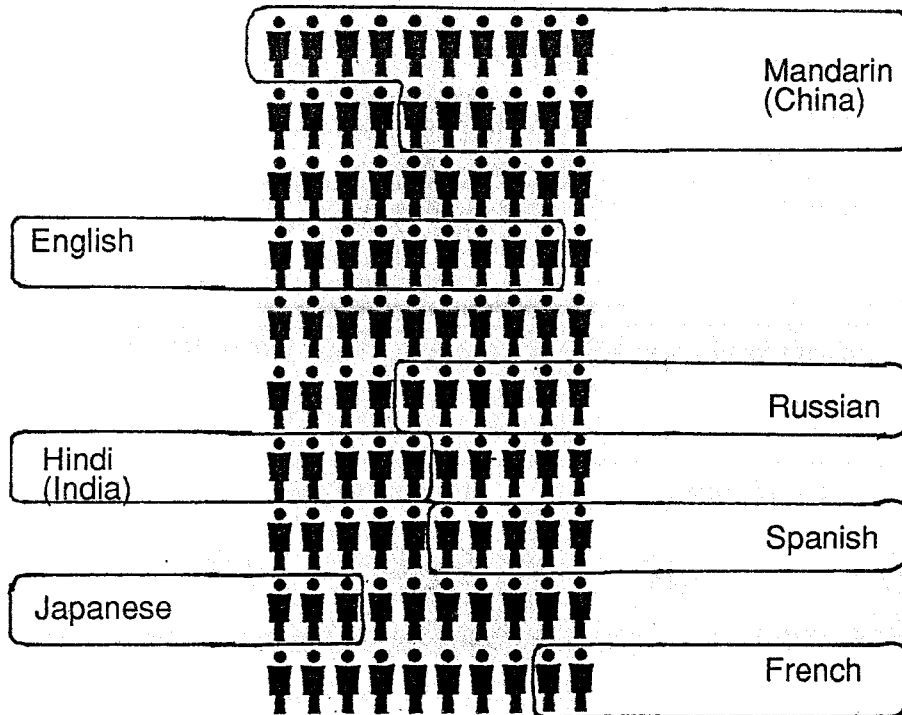 Mandarin
(China)
English
Russian
Hindi
(India)
Spanish
Japanese
French